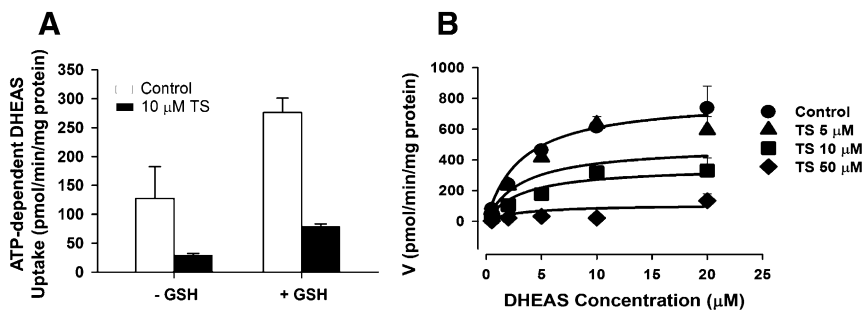 A
ATP-dependent DHEAS
Uptake (pmol/min/mg protein)
350
300
250
200
150
100
50
0
Control
10 µM TS
- GSH
+ GSH
B
V (pmol/min/mg protein)
1000
800
600
400
200
0
0
5
10
15
20
25
DHEAS Concentration (µM)
Control
TS 5 µM
TS 10 µM
TS 50 µM